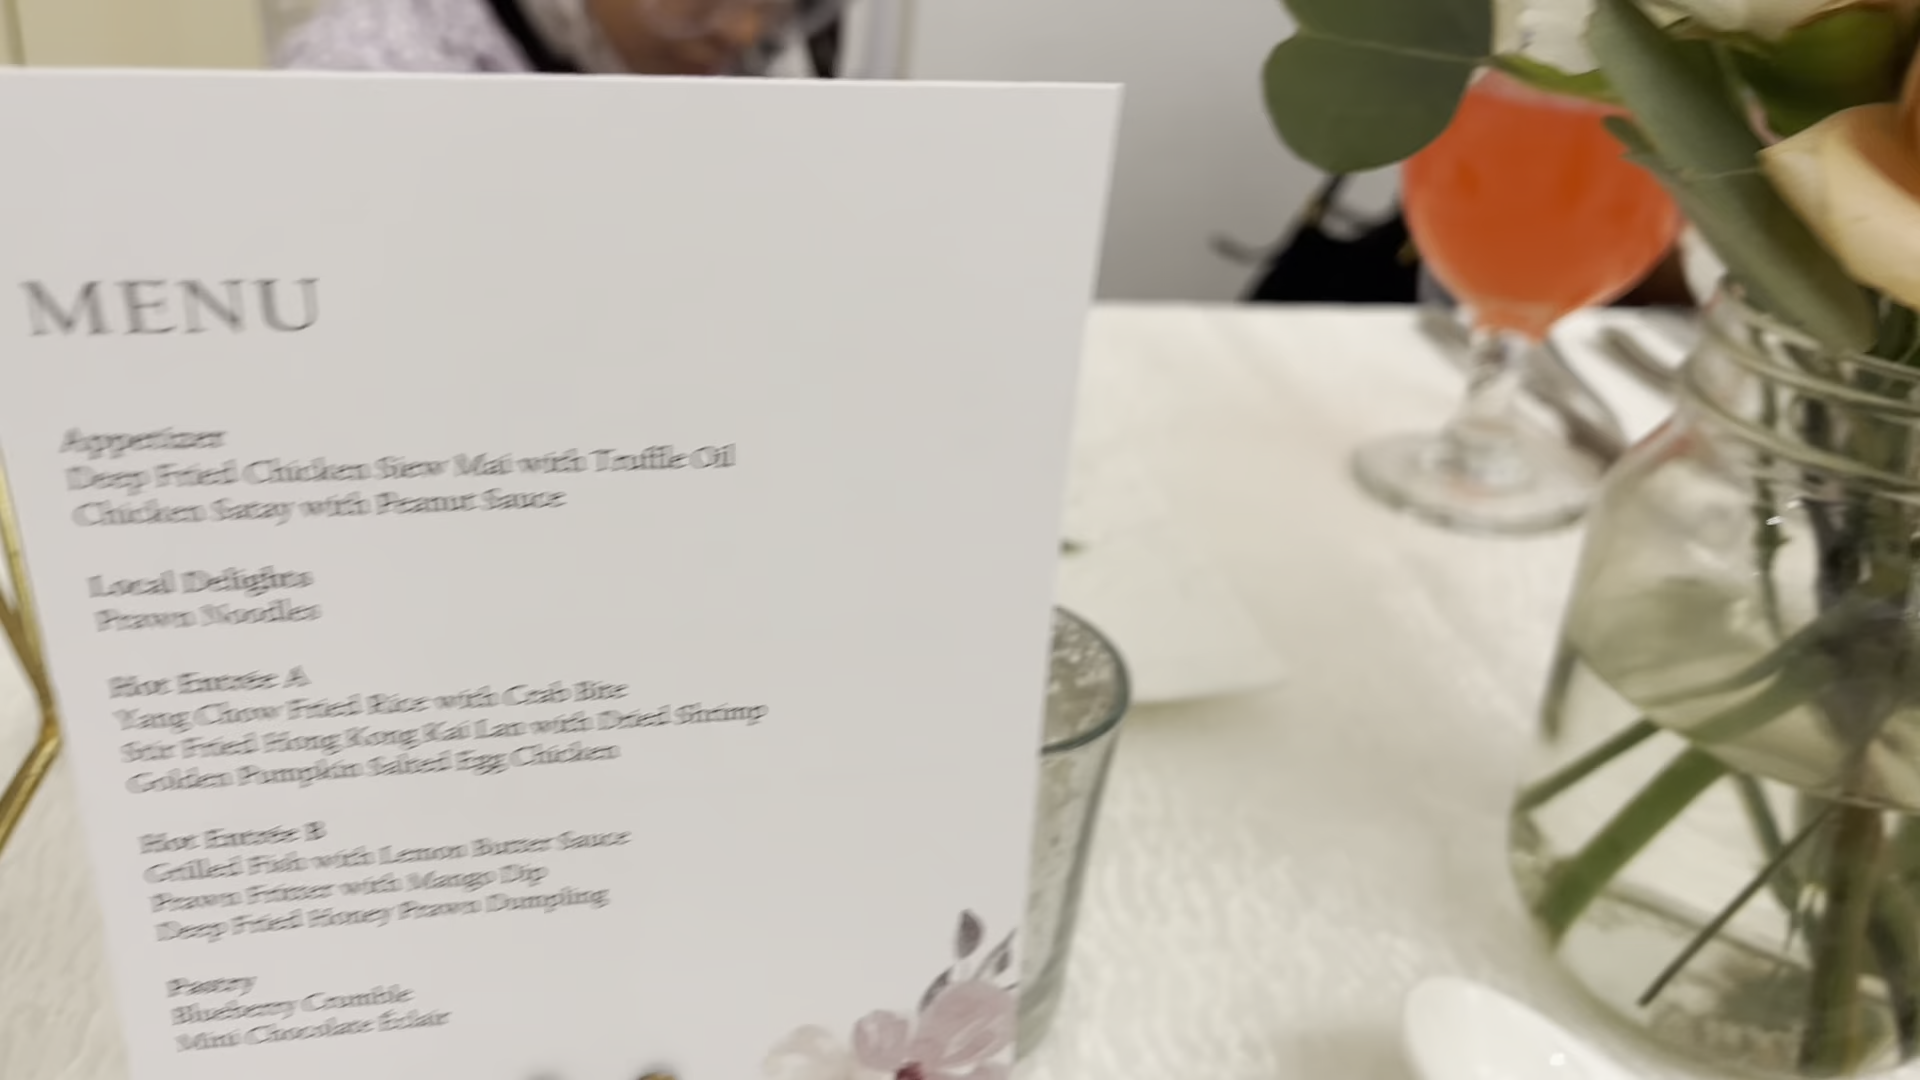 MENU
Appetizer
Deep Fried Chicken Siew Mai with Truffle Oil
Chicken Satay with Peanut Sauce
Local Delights
Prawn Noodles
Hot Entrée A
Yang Chow Fried Rice with Crab Bite
Stir Fried Hong Kong Kai Lan with Dried Shrimp
Golden Pumpkin Salted Egg Chicken
Hot Entrée B
Grilled Fish with Lemon Butter Sauce
Prawn Fritter with Mango Dip
Deep Fried Honey Prawn Dumpling
Pastry
Blueberry Crumble
Mini Chocolate Éclair